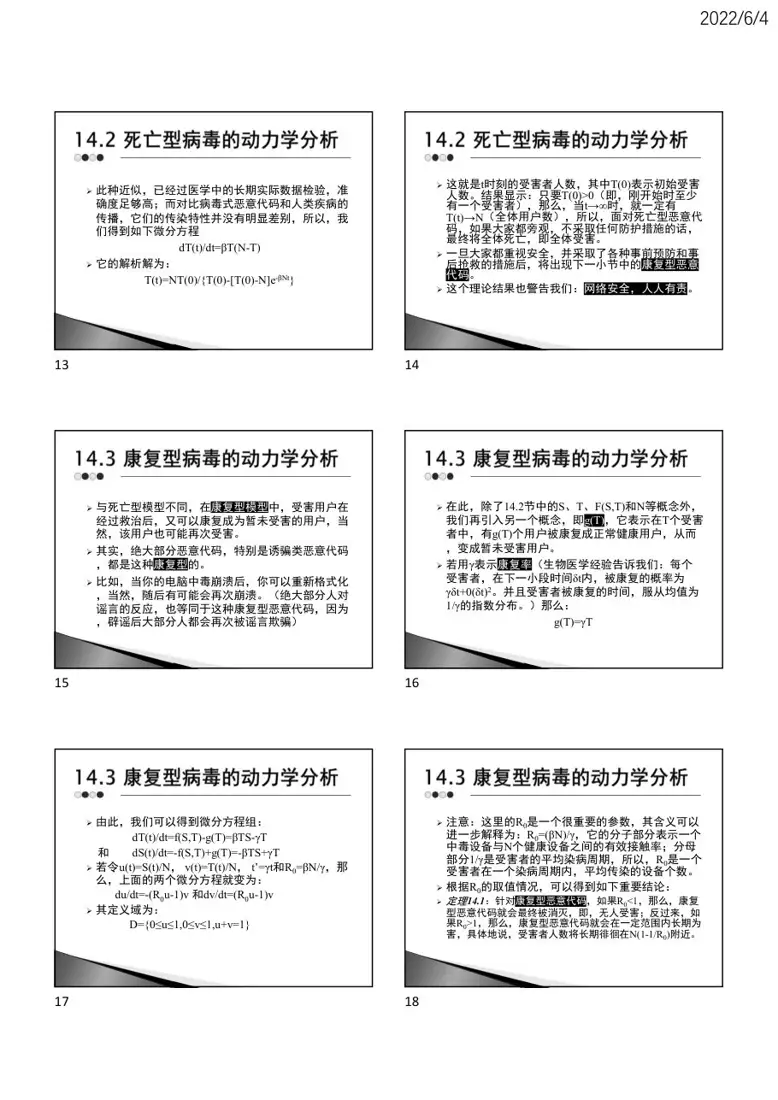 2022/6/4
14.2 死亡型病毒的动力学分析
➢ 此种近似，已经过医学中的长期实际数据检验，准
确度足够高；而对比病毒式恶意代码和人类疾病的
传播，它们的传染特性并没有明显差别，所以，我
们得到如下微分方程
dT(t)/dt=βT(N-T)
➢ 它的解析解为：
T(t)=NT(0)/{T(0)-[T(0)-N]e-βNt}
13
14.2 死亡型病毒的动力学分析
➢ 这就是t时刻的受害者人数，其中T(0)表示初始受害
人数。结果显示：只要T(0)>0（即，刚开始时至少
有一个受害者），那么，当t→∞时，就一定有
T(t)→N（全体用户数），所以，面对死亡型恶意代
码，如果大家都旁观，不采取任何防护措施的话，
最终将全体死亡，即全体受害。
➢ 一旦大家都重视安全，并采取了各种事前预防和事
后抢救的措施后，将出现下一小节中的康复型恶意
代码。
➢ 这个理论结果也警告我们：网络安全，人人有责。
14
14.3 康复型病毒的动力学分析
➢ 与死亡型模型不同，在康复型模型中，受害用户在
经过救治后，又可以康复成为暂未受害的用户，当
然，该用户也可能再次受害。
➢ 其实，绝大部分恶意代码，特别是诱骗类恶意代码
，都是这种康复型的。
➢ 比如，当你的电脑中毒崩溃后，你可以重新格式化
，当然，随后有可能会再次崩溃。（绝大部分人对
谣言的反应，也等同于这种康复型恶意代码，因为
，辟谣后大部分人都会再次被谣言欺骗）
15
14.3 康复型病毒的动力学分析
➢ 在此，除了14.2节中的S、T、F(S,T)和N等概念外，
我们再引入另一个概念，即g(T)，它表示在T个受害
者中，有g(T)个用户被康复成正常健康用户，从而
，变成暂未受害用户。
➢ 若用γ表示康复率（生物医学经验告诉我们：每个
受害者，在下一小段时间δt内，被康复的概率为
γδt+0(δt)²。并且受害者被康复的时间，服从均值为
1/γ的指数分布。）那么：
g(T)=γT
16
14.3 康复型病毒的动力学分析
➢ 由此，我们可以得到微分方程组：
dT(t)/dt=f(S,T)-g(T)=βTS-γT
和 dS(t)/dt=-f(S,T)+g(T)=-βTS+γT
➢ 若令u(t)=S(t)/N， v(t)=T(t)/N， t’=γt和R₀=βN/γ，那
么，上面的两个微分方程就变为：
du/dt=-(R₀u-1)v 和dv/dt=(R₀u-1)v
➢ 其定义域为：
D={0≤u≤1,0≤v≤1,u+v=1}
17
14.3 康复型病毒的动力学分析
➢ 注意：这里的R₀是一个很重要的参数，其含义可以
进一步解释为：R₀=(βN)/γ，它的分子部分表示一个
中毒设备与N个健康设备之间的有效接触率；分母
部分1/γ是受害者的平均染病周期，所以，R₀是一个
受害者在一个染病周期内，平均传染的设备个数。
➢ 根据R₀的取值情况，可以得到如下重要结论：
➢ 定理14.1：针对康复型恶意代码，如果R₀<1，那么，康复
型恶意代码就会最终被消灭，即，无人受害；反过来，如
果R₀>1，那么，康复型恶意代码就会在一定范围内长期为
害，具体地说，受害者人数将长期徘徊在N(1-1/R₀)附近。
18